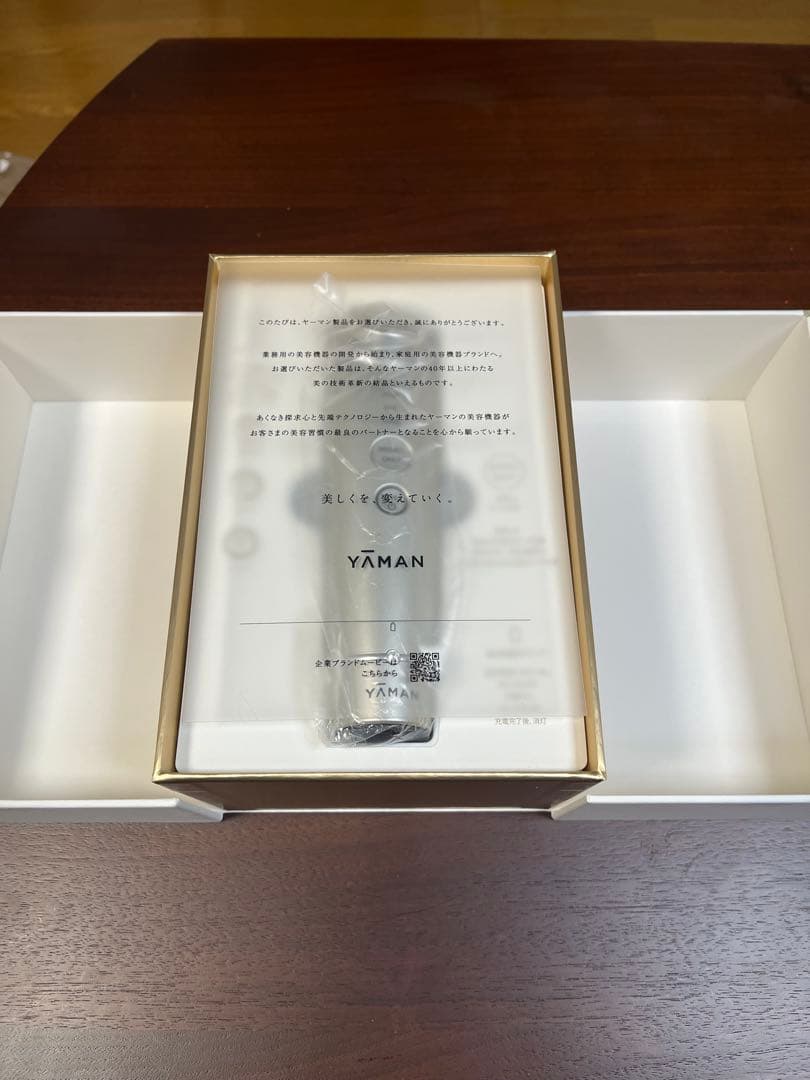 このたびは、ヤーマン製品をお選びいただき、誠にありがとうございます。
業務用の美容機器の開発から始まり、家庭用の美容機器ブランドへ。
お選びいただいた製品は、そんなヤーマンの40年以上にわたる
美の技術革新の結晶といえるものです。
あくなき探求心と先端テクノロジーから生まれたヤーマンの美容機器が
お客さまの美容習慣の最良のパートナーとなることを心から願っています。
美しくを、変えていく。
YĀMAN
企業ブランドムービーは
こちらから
YĀMAN
充電完了後、消灯